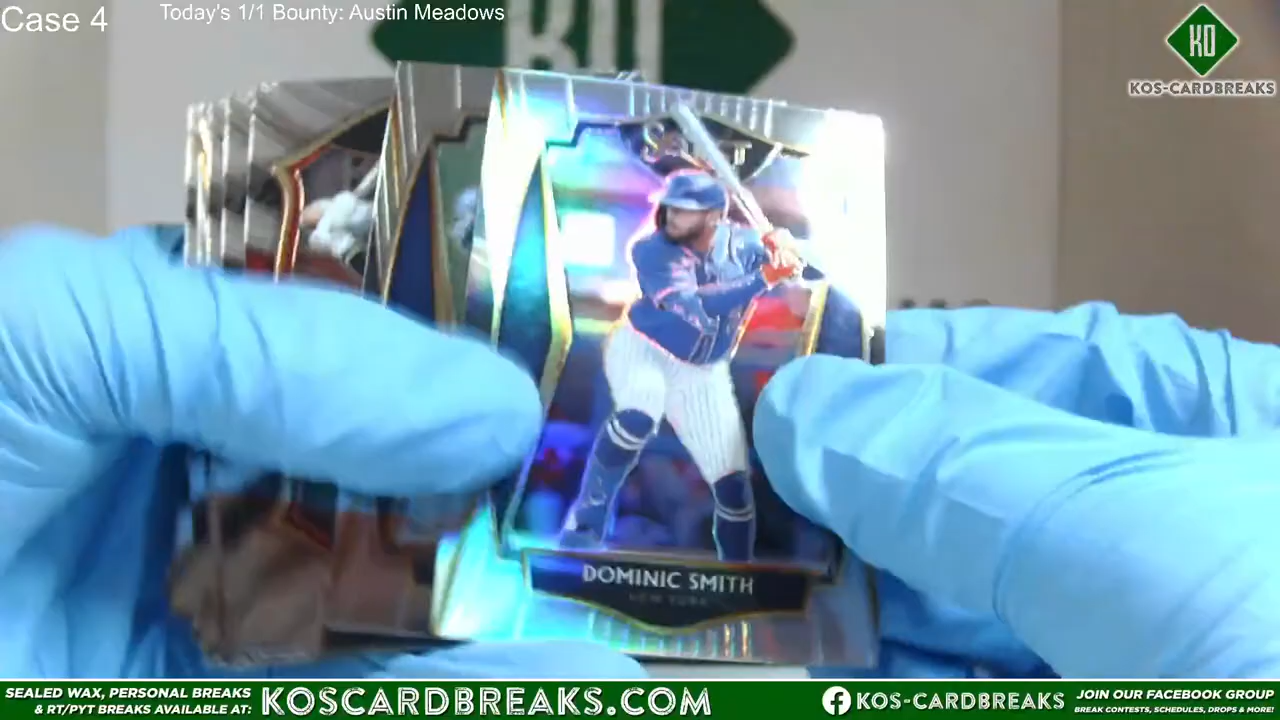 Case 4
Today's 1/1 Bounty: Austin Meadows
KO
KOS-CARDBREAKS
DOMINIC SMITH
NEW YORK
SEALED WAX, PERSONAL BREAKS
& RT/PYT BREAKS AVAILABLE AT:
KOSCARDBREAKS.COM
KOS-CARDBREAKS
JOIN OUR FACEBOOK GROUP
BREAK CONTESTS, SCHEDULES, DROPS & MORE!